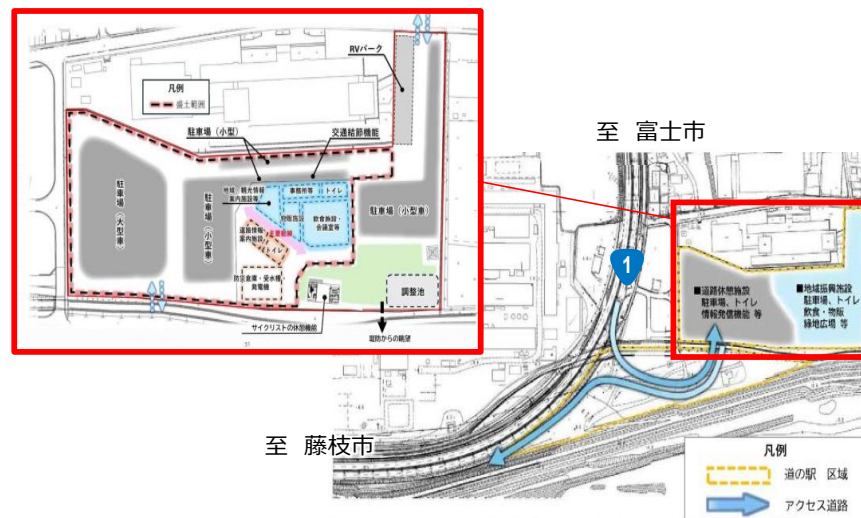 RVパーク
凡例
盛土範囲
駐車場（小型）
交通結節機能
駐車場（大型車）
駐車場（小型車）
地域・観光情報
案内施設等
事務所等
トイレ
物販施設
飲食施設・
会議室等
駐車場（小型車）
道路情報
案内施設
主要動線
トイレ
防災倉庫・受水槽・
発電機
調整池
サイクリストの休憩機能
堤防からの眺望
31
至 富士市
1
■道路休憩施設
駐車場、トイレ
情報発信機能 等
■地域振興施設
駐車場、トイレ
飲食・物販
緑地広場 等
至 藤枝市
凡例
道の駅 区域
アクセス道路